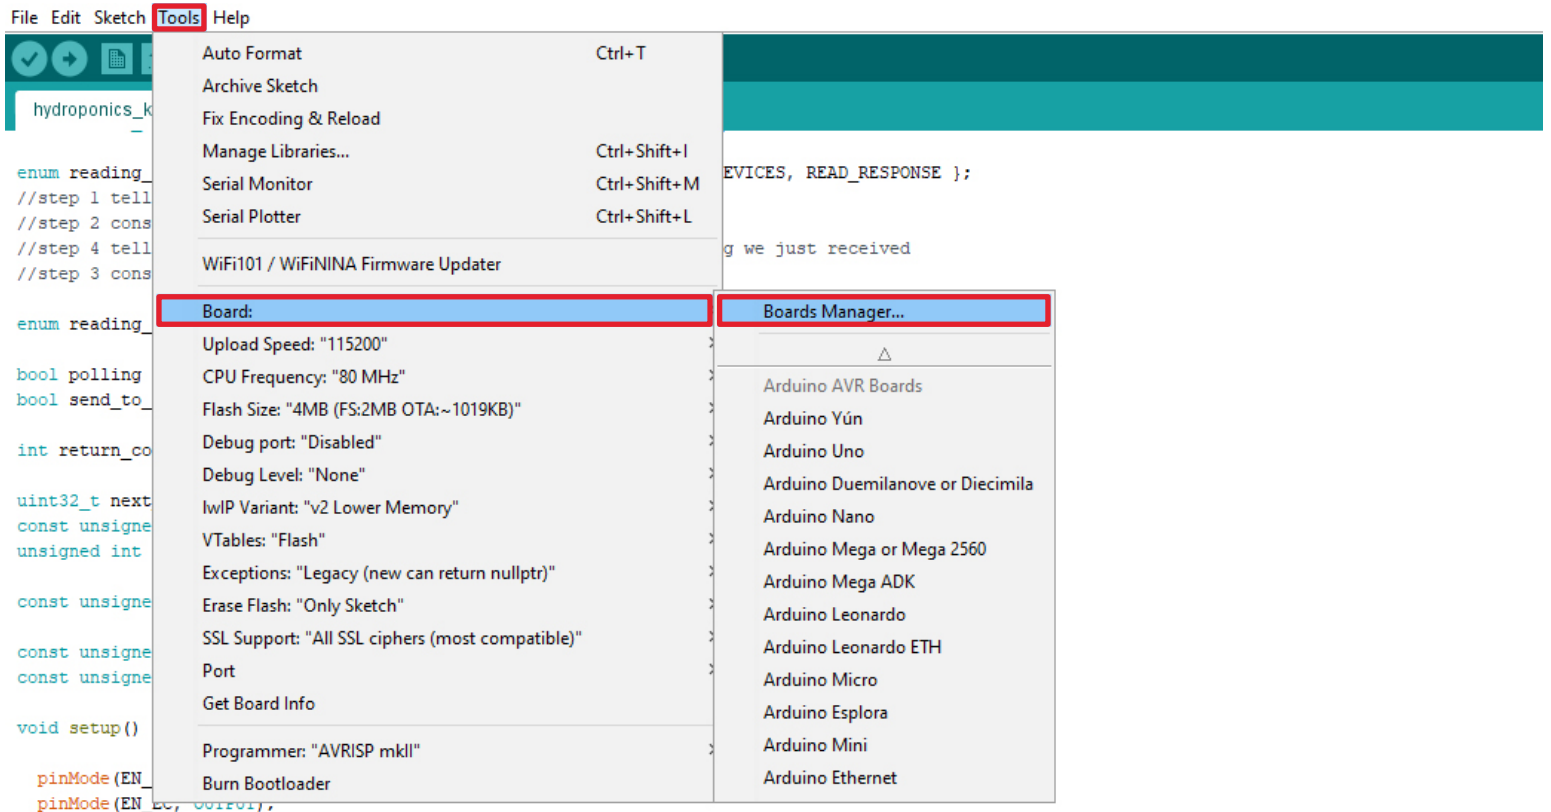 File Edit Sketch Tools Help
hydroponics_k
enum reading_
//step 1 tell
//step 2 cons
//step 4 tell
//step 3 cons
enum reading_
bool polling
bool send_to_
int return_co
uint32_t next
const unsigne
unsigned int
const unsigne
const unsigne
const unsigne
void setup()
pinMode(EN_
pinMode(EN_EC, OUTPUT);
EVICES, READ_RESPONSE };
g we just received
Auto Format Ctrl+T
Archive Sketch
Fix Encoding & Reload
Manage Libraries... Ctrl+Shift+I
Serial Monitor Ctrl+Shift+M
Serial Plotter Ctrl+Shift+L
WiFi101 / WiFiNINA Firmware Updater
Board:
Upload Speed: "115200"
CPU Frequency: "80 MHz"
Flash Size: "4MB (FS:2MB OTA:~1019KB)"
Debug port: "Disabled"
Debug Level: "None"
lwIP Variant: "v2 Lower Memory"
VTables: "Flash"
Exceptions: "Legacy (new can return nullptr)"
Erase Flash: "Only Sketch"
SSL Support: "All SSL ciphers (most compatible)"
Port
Get Board Info
Programmer: "AVRISP mkII"
Burn Bootloader
Boards Manager...
Arduino AVR Boards
Arduino Yún
Arduino Uno
Arduino Duemilanove or Diecimila
Arduino Nano
Arduino Mega or Mega 2560
Arduino Mega ADK
Arduino Leonardo
Arduino Leonardo ETH
Arduino Micro
Arduino Esplora
Arduino Mini
Arduino Ethernet